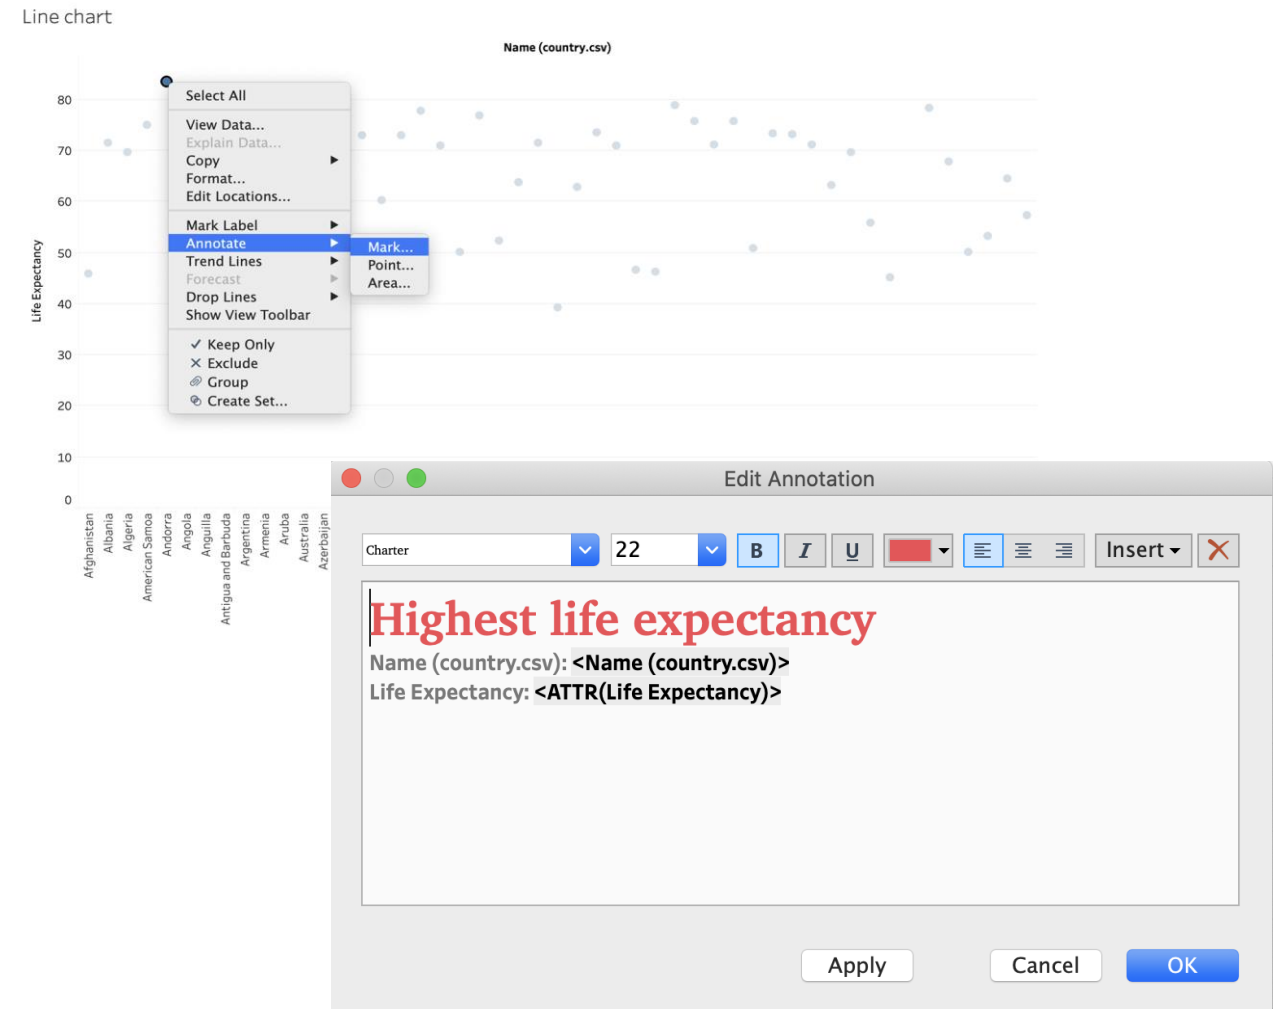 Line chart
Name (country.csv)
Life Expectancy
80
70
60
50
40
30
20
10
0
Select All
View Data...
Explain Data...
Copy
Format...
Edit Locations...
Mark Label
Annotate
Trend Lines
Forecast
Drop Lines
Show View Toolbar
Keep Only
Exclude
Group
Create Set...
Mark...
Point...
Area...
Afghanistan
Albania
Algeria
American Samoa
Andorra
Angola
Anguilla
Antigua and Barbuda
Argentina
Armenia
Aruba
Australia
Azerbaijan
Edit Annotation
Charter
22
B
I
U
Insert
Highest life expectancy
Name (country.csv): <Name (country.csv)>
Life Expectancy: <ATTR(Life Expectancy)>
Apply
Cancel
OK